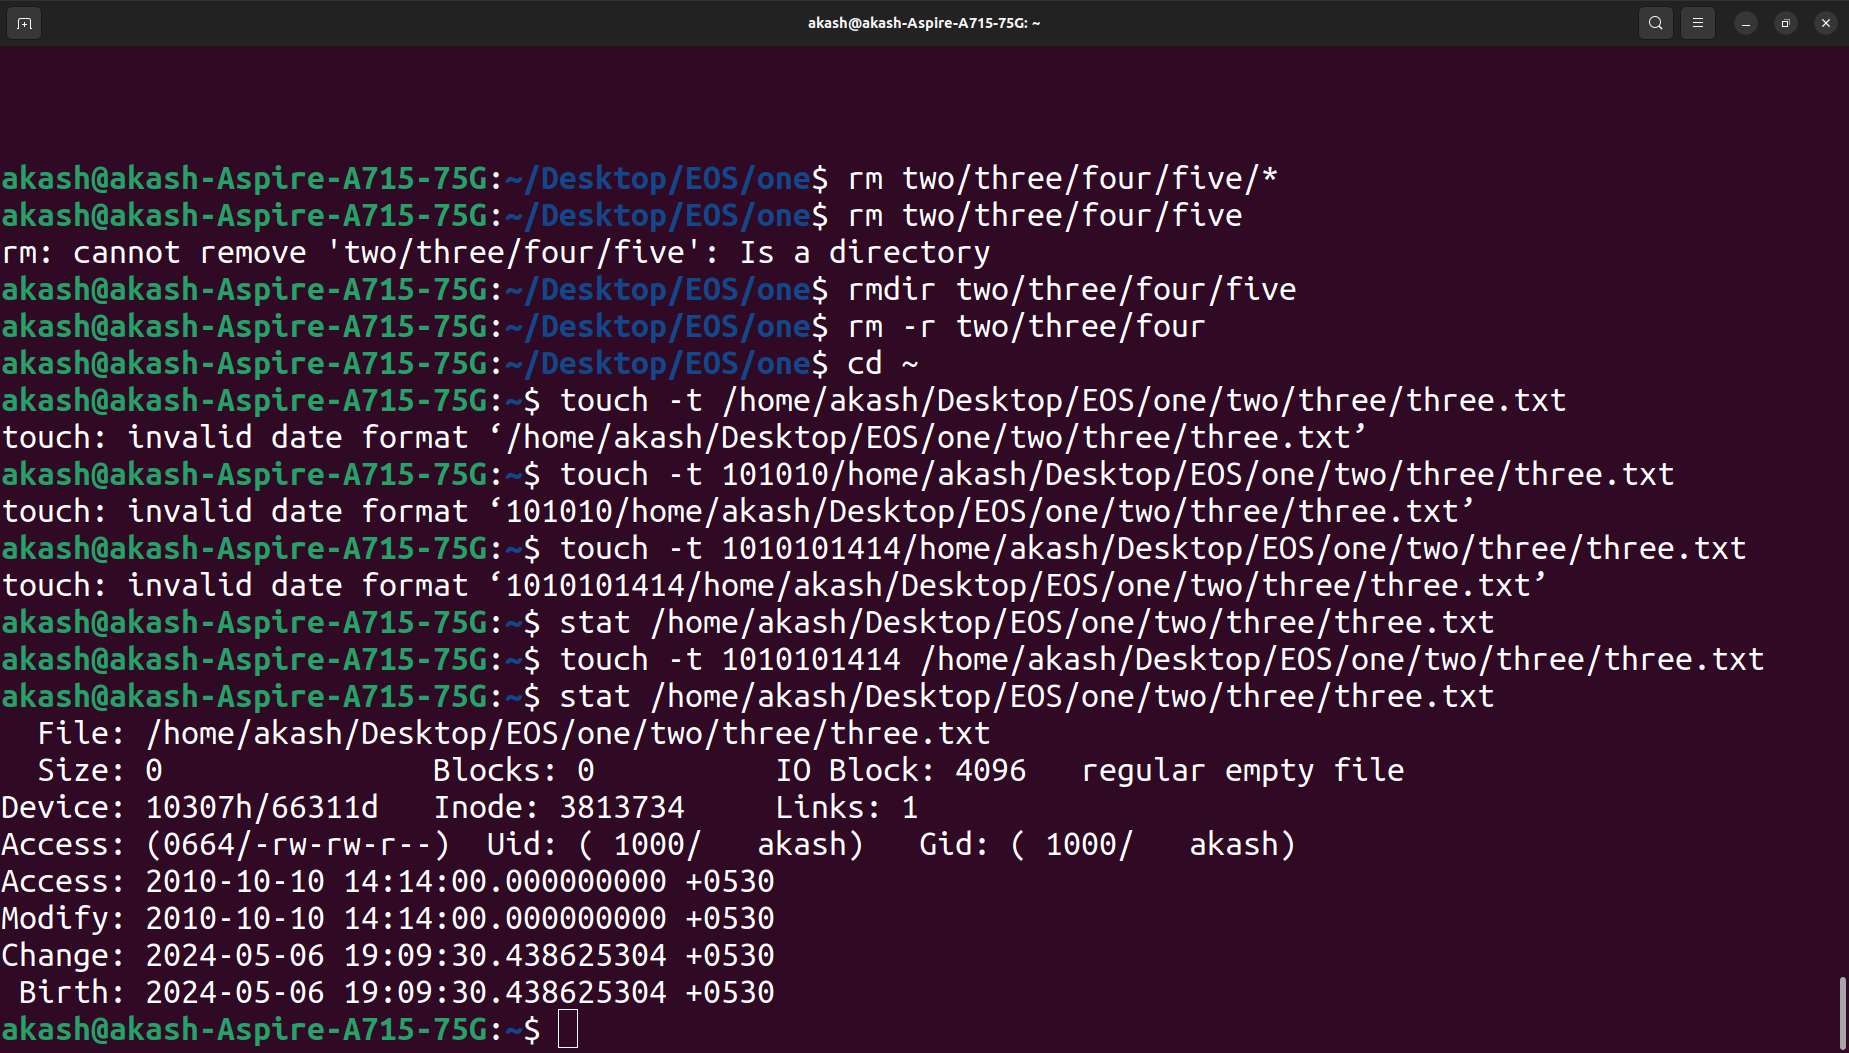 akash@akash-Aspire-A715-75G: ~
akash@akash-Aspire-A715-75G:~/Desktop/EOS/one$ rm two/three/four/five/*
akash@akash-Aspire-A715-75G:~/Desktop/EOS/one$ rm two/three/four/five
rm: cannot remove 'two/three/four/five': Is a directory
akash@akash-Aspire-A715-75G:~/Desktop/EOS/one$ rmdir two/three/four/five
akash@akash-Aspire-A715-75G:~/Desktop/EOS/one$ rm -r two/three/four
akash@akash-Aspire-A715-75G:~/Desktop/EOS/one$ cd ~
akash@akash-Aspire-A715-75G:~$ touch -t /home/akash/Desktop/EOS/one/two/three/three.txt
touch: invalid date format ‘/home/akash/Desktop/EOS/one/two/three/three.txt’
akash@akash-Aspire-A715-75G:~$ touch -t 101010/home/akash/Desktop/EOS/one/two/three/three.txt
touch: invalid date format ‘101010/home/akash/Desktop/EOS/one/two/three/three.txt’
akash@akash-Aspire-A715-75G:~$ touch -t 1010101414/home/akash/Desktop/EOS/one/two/three/three.txt
touch: invalid date format ‘1010101414/home/akash/Desktop/EOS/one/two/three/three.txt’
akash@akash-Aspire-A715-75G:~$ stat /home/akash/Desktop/EOS/one/two/three/three.txt
akash@akash-Aspire-A715-75G:~$ touch -t 1010101414 /home/akash/Desktop/EOS/one/two/three/three.txt
akash@akash-Aspire-A715-75G:~$ stat /home/akash/Desktop/EOS/one/two/three/three.txt
  File: /home/akash/Desktop/EOS/one/two/three/three.txt
  Size: 0               Blocks: 0          IO Block: 4096   regular empty file
Device: 10307h/66311d   Inode: 3813734     Links: 1
Access: (0664/-rw-rw-r--)  Uid: ( 1000/   akash)   Gid: ( 1000/   akash)
Access: 2010-10-10 14:14:00.000000000 +0530
Modify: 2010-10-10 14:14:00.000000000 +0530
Change: 2024-05-06 19:09:30.438625304 +0530
 Birth: 2024-05-06 19:09:30.438625304 +0530
akash@akash-Aspire-A715-75G:~$